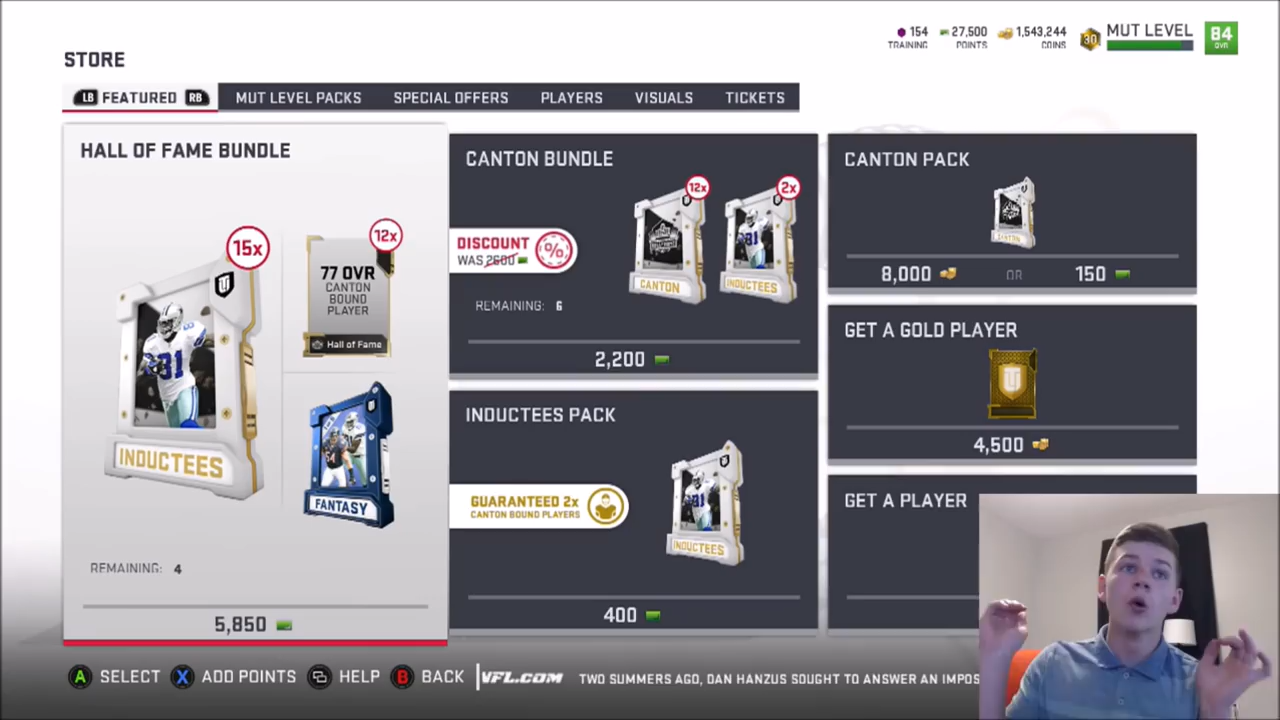 STORE
154
TRAINING
27,500
POINTS
1,543,244
COINS
30
MUT LEVEL
84
OVR
LB FEATURED RB
MUT LEVEL PACKS
SPECIAL OFFERS
PLAYERS
VISUALS
TICKETS
HALL OF FAME BUNDLE
15x
INDUCTEES
12x
77 OVR
CANTON
BOUND
PLAYER
Hall of Fame
FANTASY
REMAINING: 4
5,850
CANTON BUNDLE
DISCOUNT
WAS 2600
%
12x
CANTON
2x
81
INDUCTEES
REMAINING: 6
2,200
INDUCTEES PACK
GUARANTEED 2x
CANTON BOUND PLAYERS
81
INDUCTEES
400
CANTON PACK
CANTON
8,000
OR
150
GET A GOLD PLAYER
4,500
GET A PLAYER
A SELECT
X ADD POINTS
HELP
B BACK
VFL.COM
TWO SUMMERS AGO, DAN HANZUS SOUGHT TO ANSWER AN IMPOS